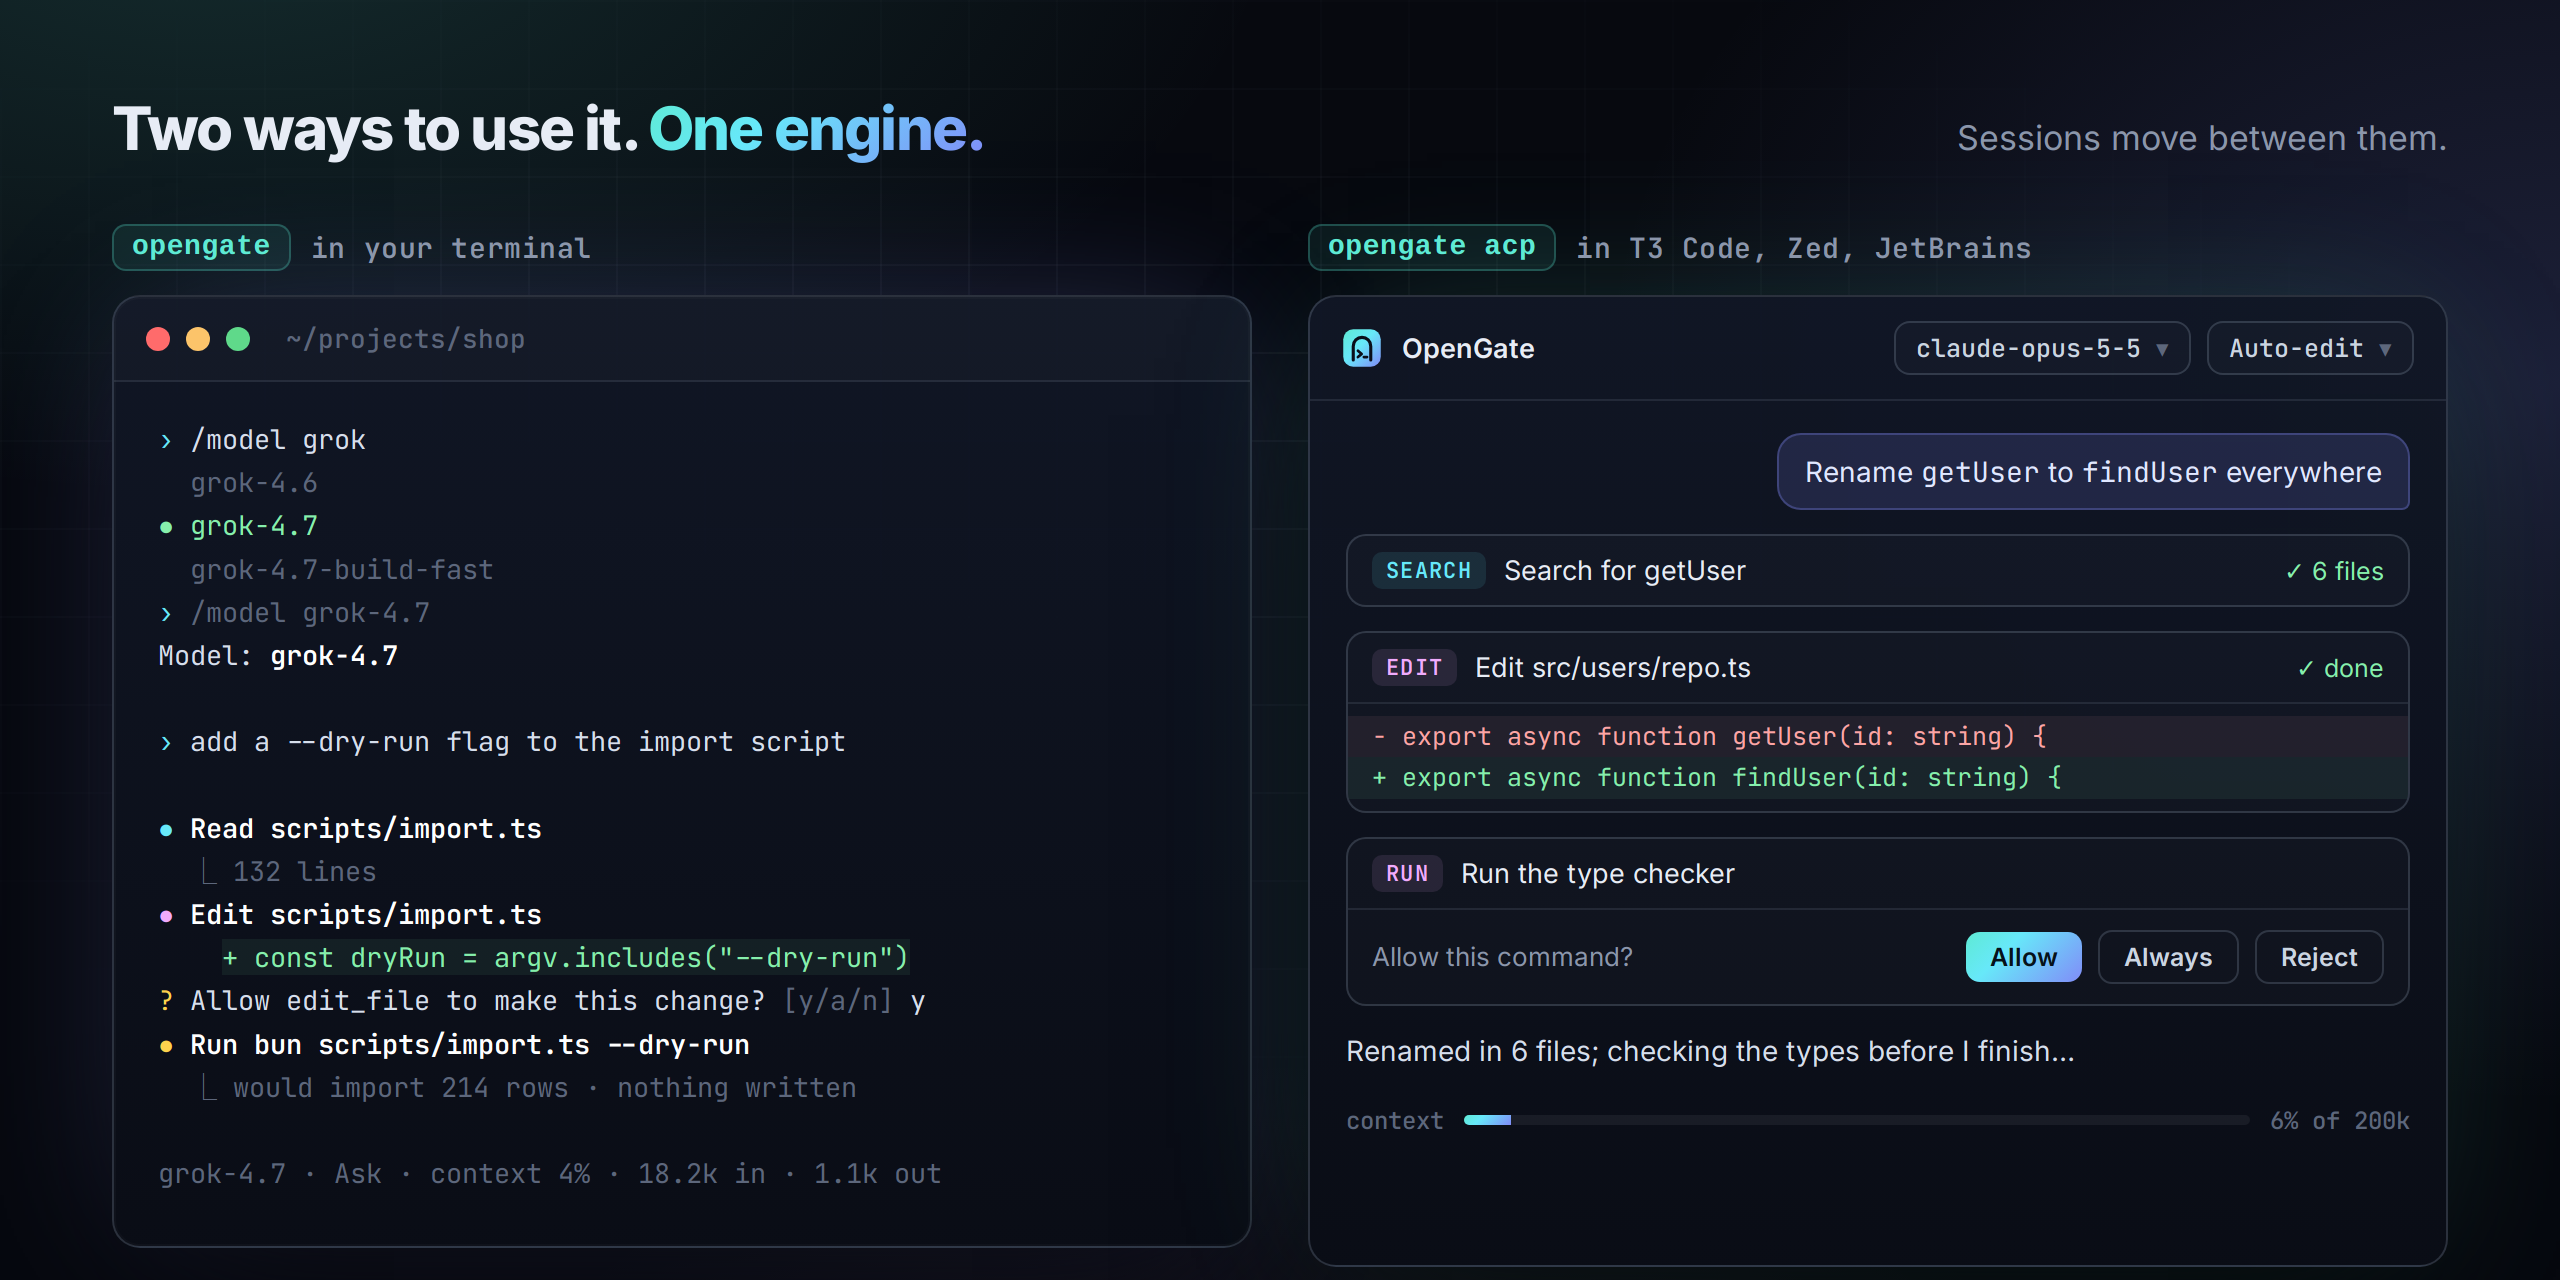 Two ways to use it. One engine.
Sessions move between them.
opengate in your terminal
~/projects/shop
› /model grok
grok-4.6
● grok-4.7
grok-4.7-build-fast
› /model grok-4.7
Model: grok-4.7
› add a --dry-run flag to the import script
● Read scripts/import.ts
⎿ 132 lines
● Edit scripts/import.ts
+ const dryRun = argv.includes("--dry-run")
? Allow edit_file to make this change? [y/a/n] y
● Run bun scripts/import.ts --dry-run
⎿ would import 214 rows · nothing written
grok-4.7 · Ask · context 4% · 18.2k in · 1.1k out
opengate acp in T3 Code, Zed, JetBrains
OpenGate claude-opus-5-5 ▾ Auto-edit ▾
Rename getUser to findUser everywhere
SEARCH Search for getUser ✓ 6 files
EDIT Edit src/users/repo.ts ✓ done
- export async function getUser(id: string) {
+ export async function findUser(id: string) {
RUN Run the type checker
Allow this command? Allow Always Reject
Renamed in 6 files; checking the types before I finish...
context 6% of 200k